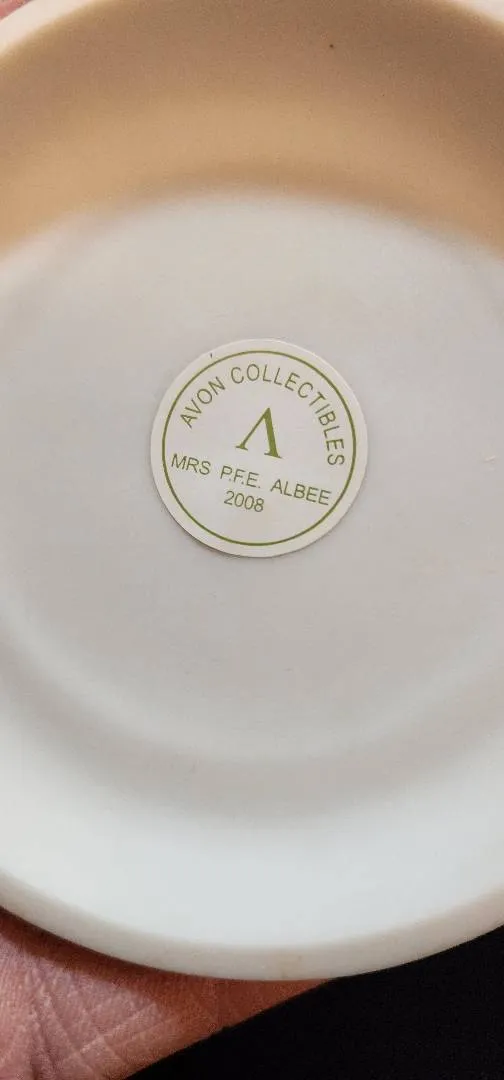 AVON COLLECTIBLES
Λ
MRS P.F.E. ALBEE
2008